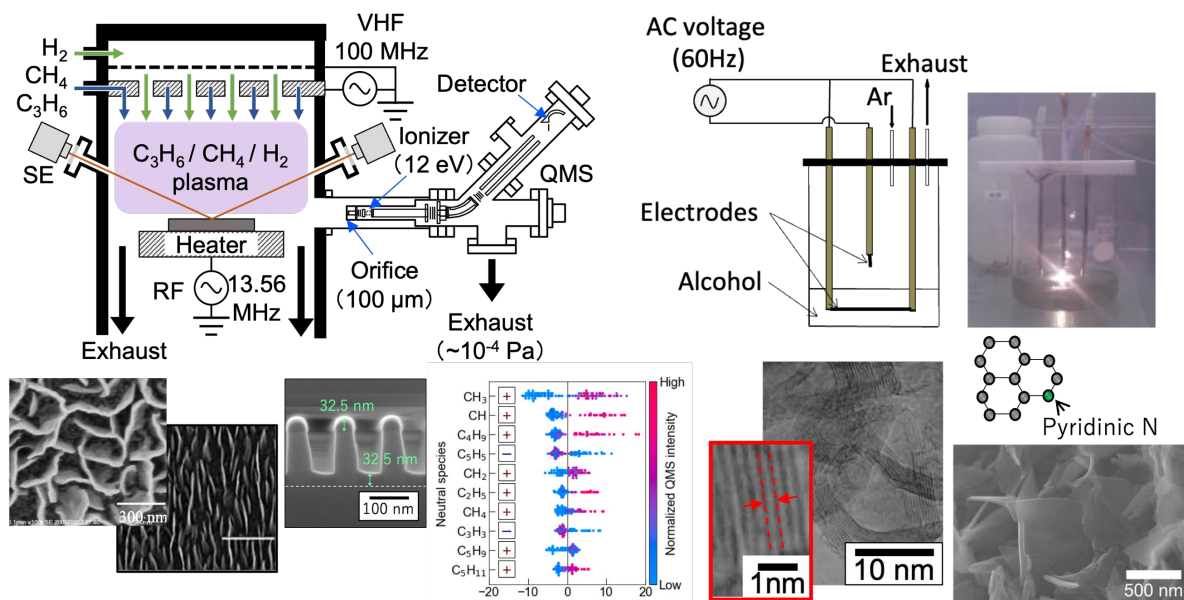 H2
CH4
C3H6
VHF
100 MHz
SE
C3H6 / CH4 / H2
plasma
Heater
RF
13.56
MHz
Exhaust
Detector
Ionizer
(12 eV)
QMS
Orifice
(100 µm)
Exhaust
(~10-4 Pa)
AC voltage
(60Hz)
Exhaust
Ar
Electrodes
Alcohol
Pyridinic N
300 nm
32.5 nm
32.5 nm
100 nm
Neutral species
CH3 +
CH +
C4H9 +
C5H5 −
CH2 +
C2H5 +
CH4 +
C3H3 −
C5H9 +
C5H11 +
−20 −10 0 10 20
High
Normalized QMS intensity
Low
1nm
10 nm
500 nm